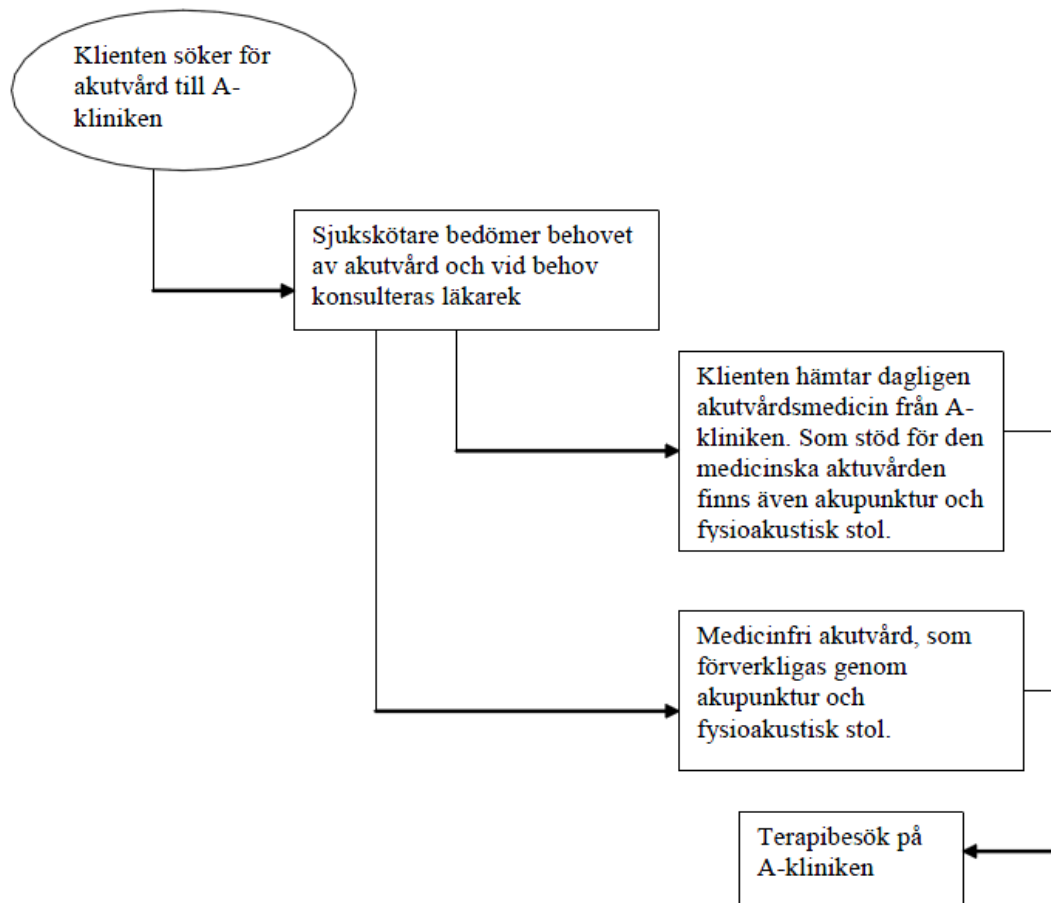 Klienten söker för
akutvård till A-
kliniken
Sjukskötare bedömer behovet
av akutvård och vid behov
konsulteras läkarek
Klienten hämtar dagligen
akutvårdsmedicin från A-
kliniken. Som stöd för den
medicinska aktuvården
finns även akupunktur och
fysioakustisk stol.
Medicinfri akutvård, som
förverkligas genom
akupunktur och
fysioakustisk stol.
Terapibesök på
A-kliniken